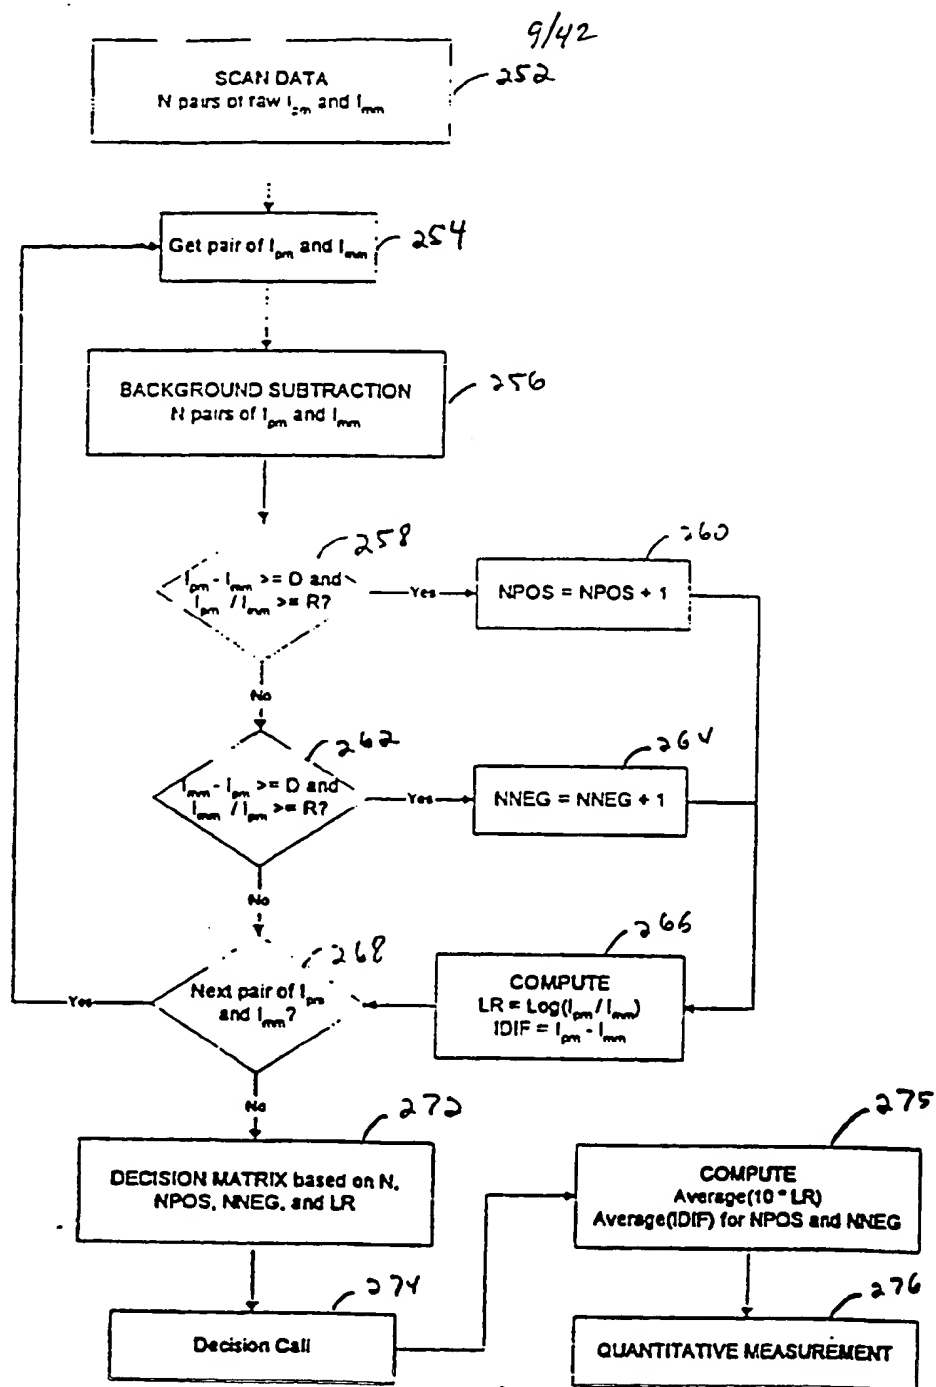 9/42
SCAN DATA
N pairs of raw Ipm and Imm
252
Get pair of Ipm and Imm
254
BACKGROUND SUBTRACTION
N pairs of Ipm and Imm
256
258
Ipm - Imm >= D and
Ipm / Imm >= R?
Yes
260
NPOS = NPOS + 1
No
262
Imm - Ipm >= D and
Imm / Ipm >= R?
Yes
264
NNEG = NNEG + 1
No
268
Next pair of Ipm
and Imm?
Yes
266
COMPUTE
LR = Log(Ipm / Imm)
IDIF = Ipm - Imm
No
272
DECISION MATRIX based on N,
NPOS, NNEG, and LR
275
COMPUTE
Average(10 * LR)
Average(IDIF) for NPOS and NNEG
274
Decision Call
276
QUANTITATIVE MEASUREMENT